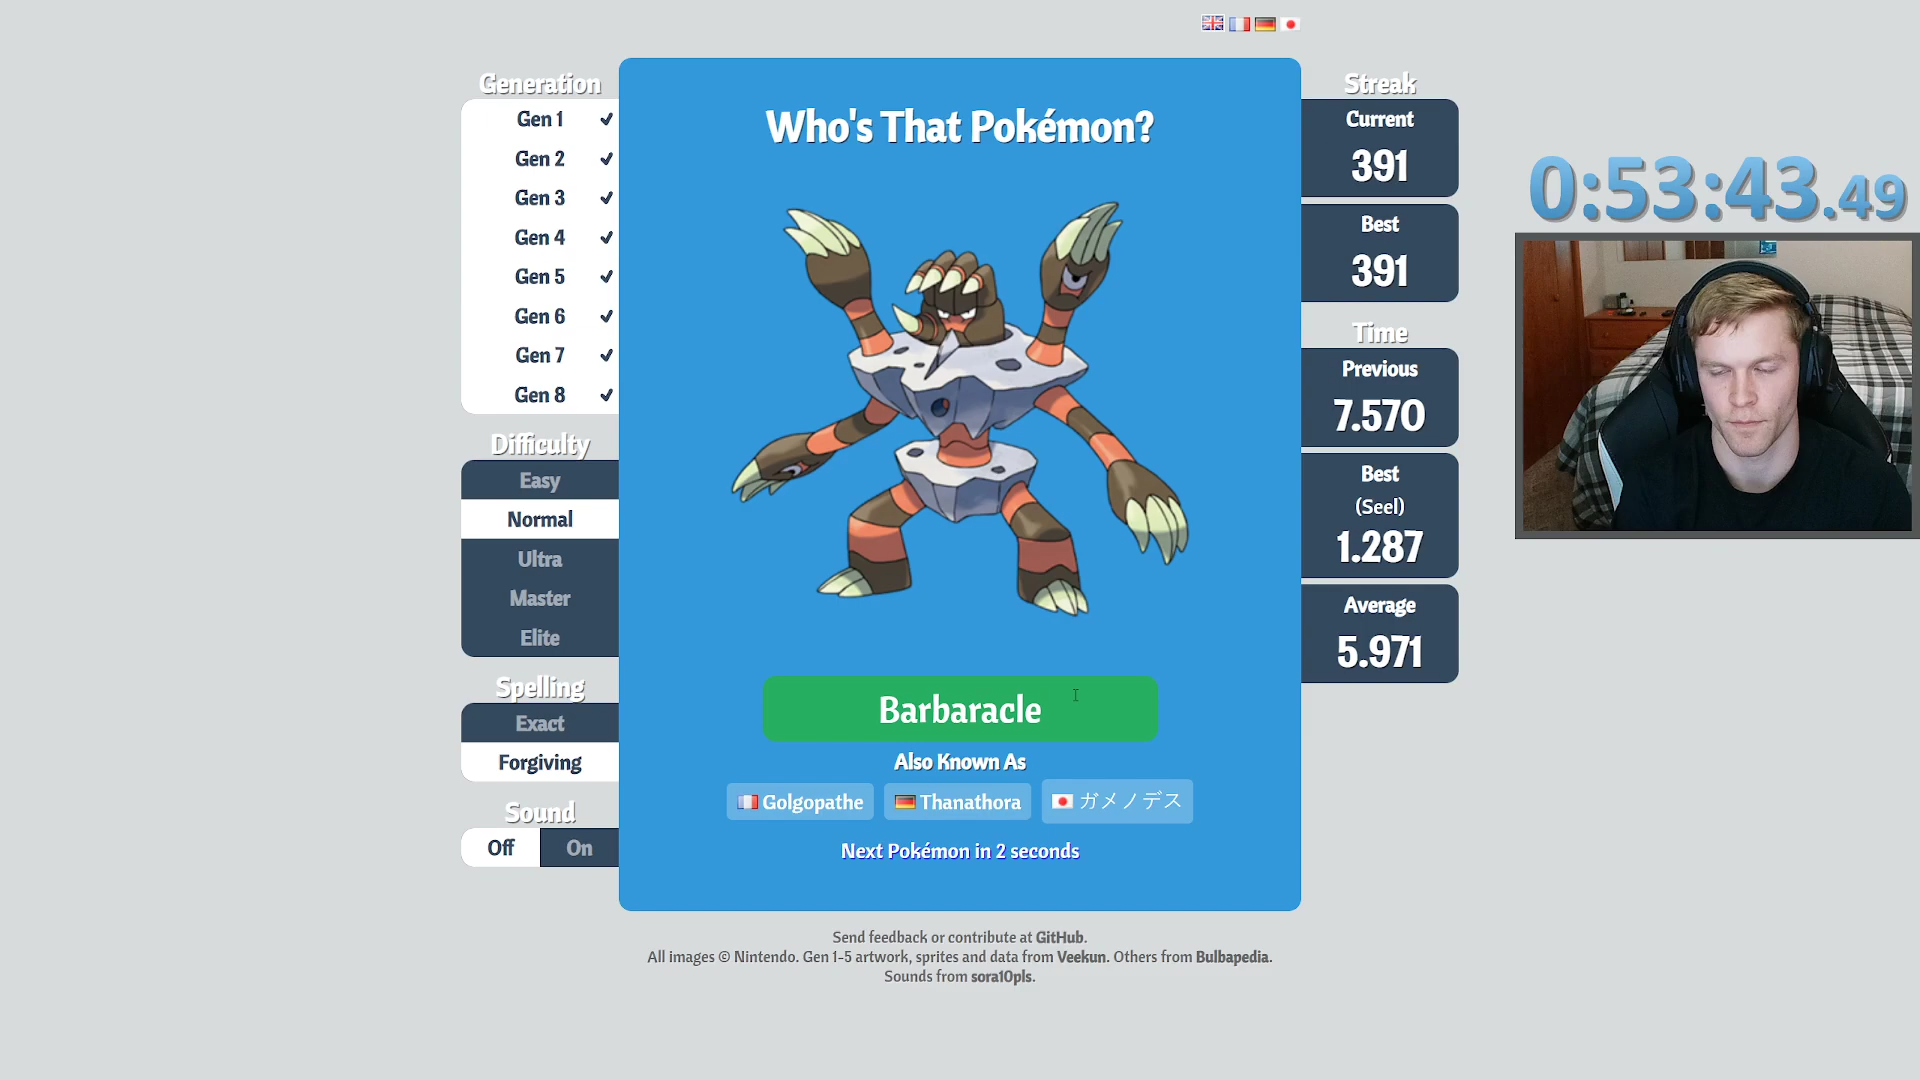 Generation
Gen 1
Gen 2
Gen 3
Gen 4
Gen 5
Gen 6
Gen 7
Gen 8
Difficulty
Easy
Normal
Ultra
Master
Elite
Spelling
Exact
Forgiving
Sound
Off On
Who's That Pokémon?
Barbaracle
Also Known As
Golgopathe Thanathora ガメノデス
Next Pokémon in 2 seconds
Send feedback or contribute at GitHub.
All images © Nintendo. Gen 1-5 artwork, sprites and data from Veekun. Others from Bulbapedia.
Sounds from sora10pls.
Streak
Current
391
Best
391
Time
Previous
7.570
Best
(Seel)
1.287
Average
5.971
0:53:43.49